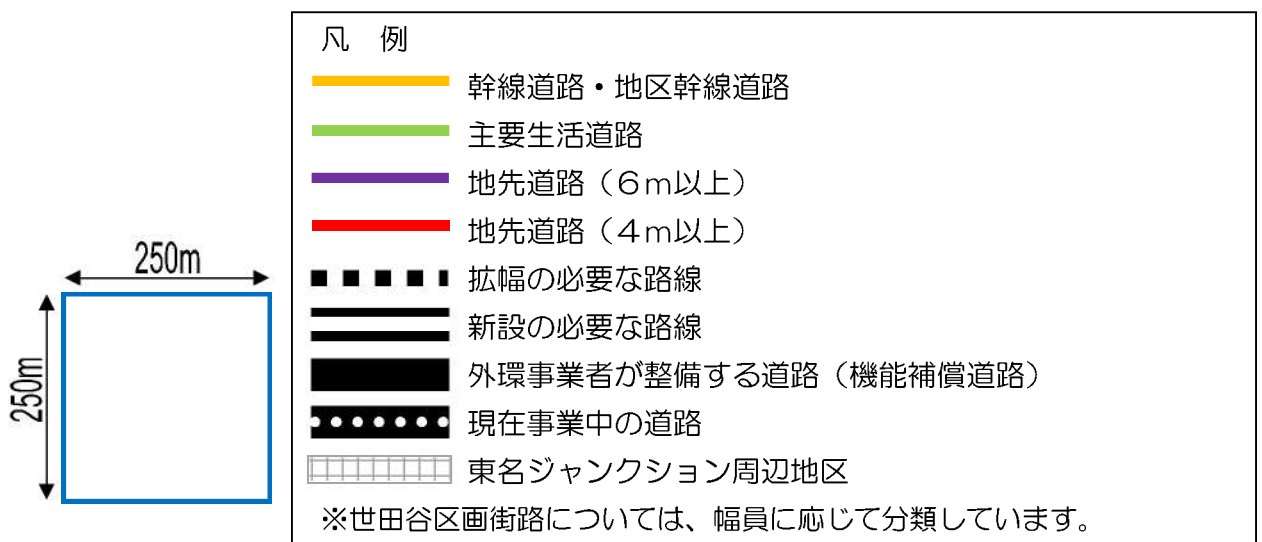 凡 例
幹線道路・地区幹線道路
主要生活道路
地先道路（６ｍ以上）
地先道路（４ｍ以上）
拡幅の必要な路線
新設の必要な路線
外環事業者が整備する道路（機能補償道路）
現在事業中の道路
東名ジャンクション周辺地区
※世田谷区画街路については、幅員に応じて分類しています。
250m
250m